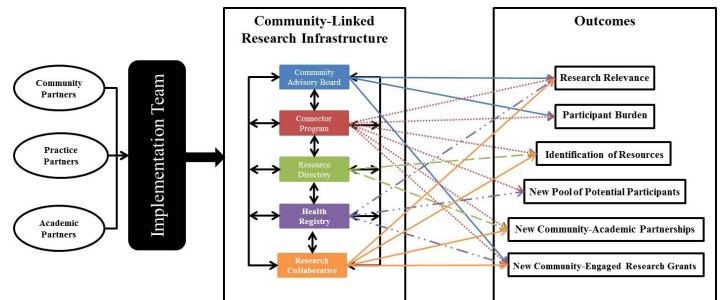 Community
Partners
Practice
Partners
Academic
Partners
Implementation Team
Community-Linked
Research Infrastructure
Community
Advisory Board
Connector
Program
Resource
Directory
Health
Registry
Research
Collaborative
Outcomes
Research Relevance
Participant Burden
Identification of Resources
New Pool of Potential Participants
New Community-Academic Partnerships
New Community-Engaged Research Grants